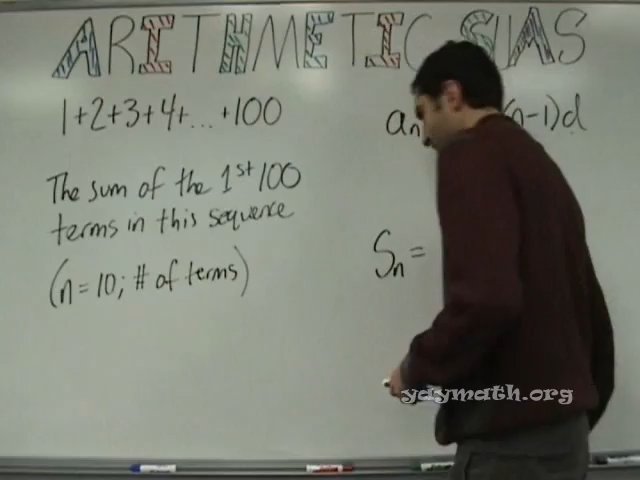 ARITHMETIC SUMS
1+2+3+4+...+100
an (n-1)d
The sum of the 1st 100
terms in this sequence
(n = 10; # of terms)
Sn =
yaymath.org